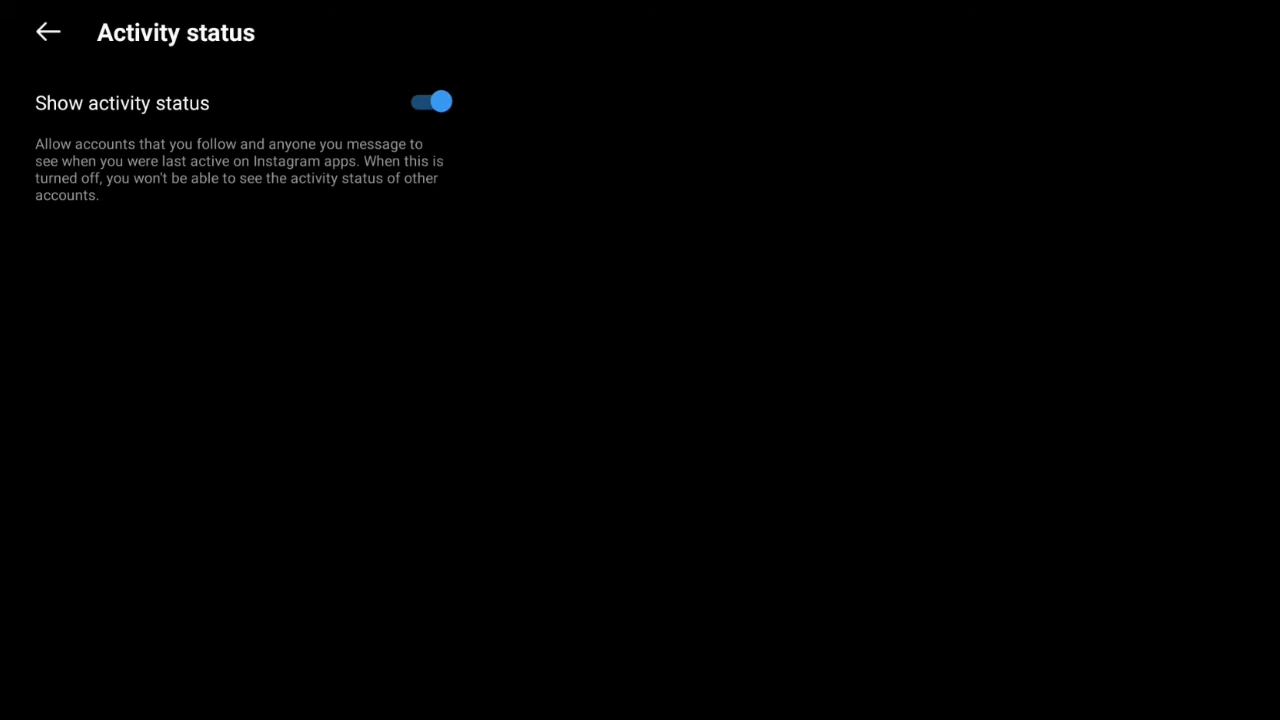 Activity status
Show activity status
Allow accounts that you follow and anyone you message to
see when you were last active on Instagram apps. When this is
turned off, you won't be able to see the activity status of other
accounts.